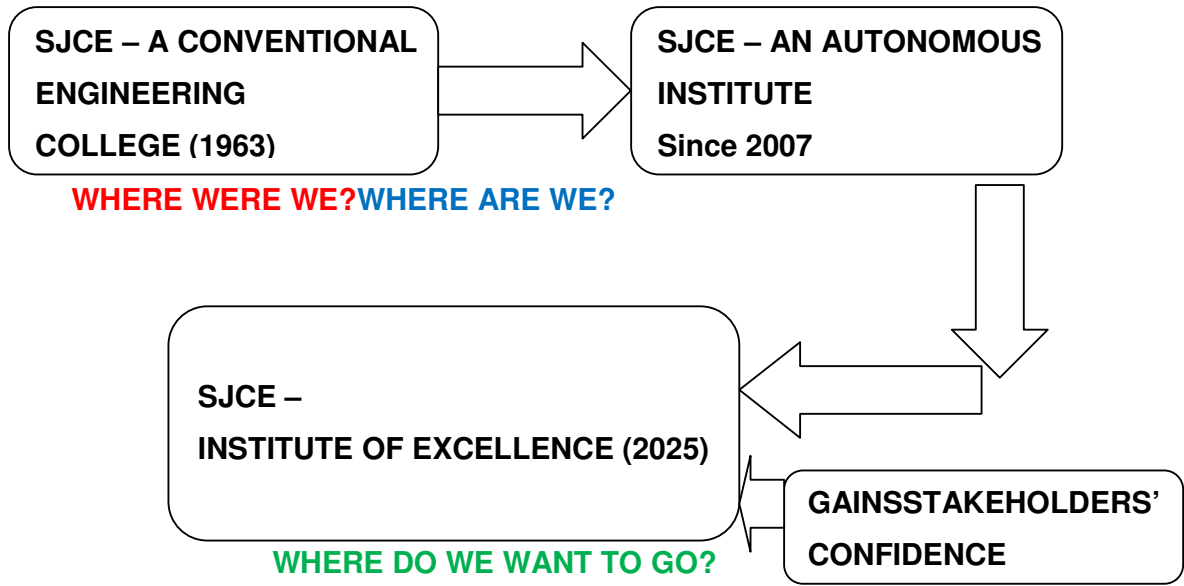 SJCE – A CONVENTIONAL
ENGINEERING
COLLEGE (1963)
SJCE – AN AUTONOMOUS
INSTITUTE
Since 2007
WHERE WERE WE?WHERE ARE WE?
SJCE –
INSTITUTE OF EXCELLENCE (2025)
GAINSSTAKEHOLDERS’
CONFIDENCE
WHERE DO WE WANT TO GO?